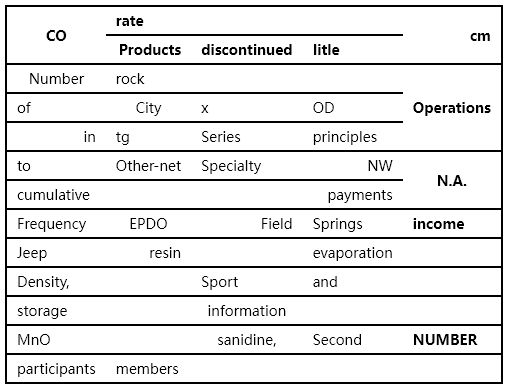 CO rate cm
Products discontinued litle
Number rock Operations
of City x OD
in tg Series principles
to Other-net Specialty NW N.A.
cumulative payments
Frequency EPDO Field Springs income
Jeep resin evaporation
Density, Sport and
storage information
MnO sanidine, Second NUMBER
participants members